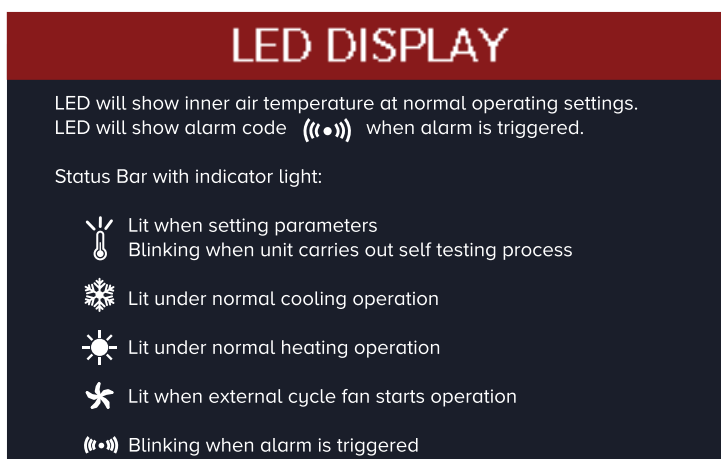 LED DISPLAY
LED will show inner air temperature at normal operating settings.
LED will show alarm code when alarm is triggered.
Status Bar with indicator light:
Lit when setting parameters
Blinking when unit carries out self testing process
Lit under normal cooling operation
Lit under normal heating operation
Lit when external cycle fan starts operation
Blinking when alarm is triggered